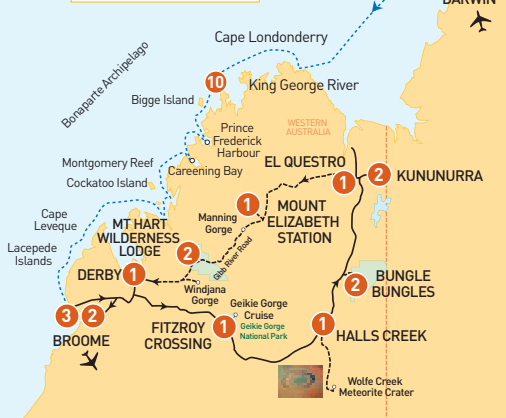 DARWIN
Cape Londonderry
Bonaparte Archipelago
10
King George River
Bigge Island
WESTERN
AUSTRALIA
Prince
Frederick
Harbour
EL QUESTRO
Montgomery Reef
Careening Bay
1
2
KUNUNURRA
Cockatoo Island
1
MOUNT
ELIZABETH
STATION
Cape
Leveque
Manning
Gorge
MT HART
WILDERNESS
LODGE
Lacepede
Islands
2
Gibb River Road
DERBY
1
Windjana
Gorge
BUNGLE
BUNGLES
2
Geikie Gorge
Cruise
3
2
BROOME
FITZROY
CROSSING
1
Geikie Gorge
National Park
1
HALLS CREEK
Wolfe Creek
Meteorite Crater